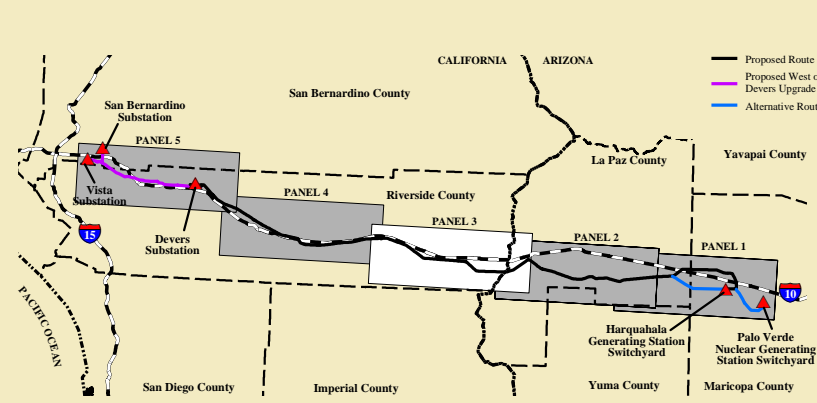 CALIFORNIA
ARIZONA
Proposed Route
Proposed West o
Devers Upgrade
Alternative Rout
San Bernardino County
San Bernardino
Substation
PANEL 5
La Paz County
Yavapai County
Vista
Substation
PANEL 4
Riverside County
PANEL 3
15
Devers
Substation
PANEL 2
PANEL 1
10
PACIFIC OCEAN
Harquahala
Generating Station
Switchyard
Palo Verde
Nuclear Generating
Station Switchyard
San Diego County
Imperial County
Yuma County
Maricopa County